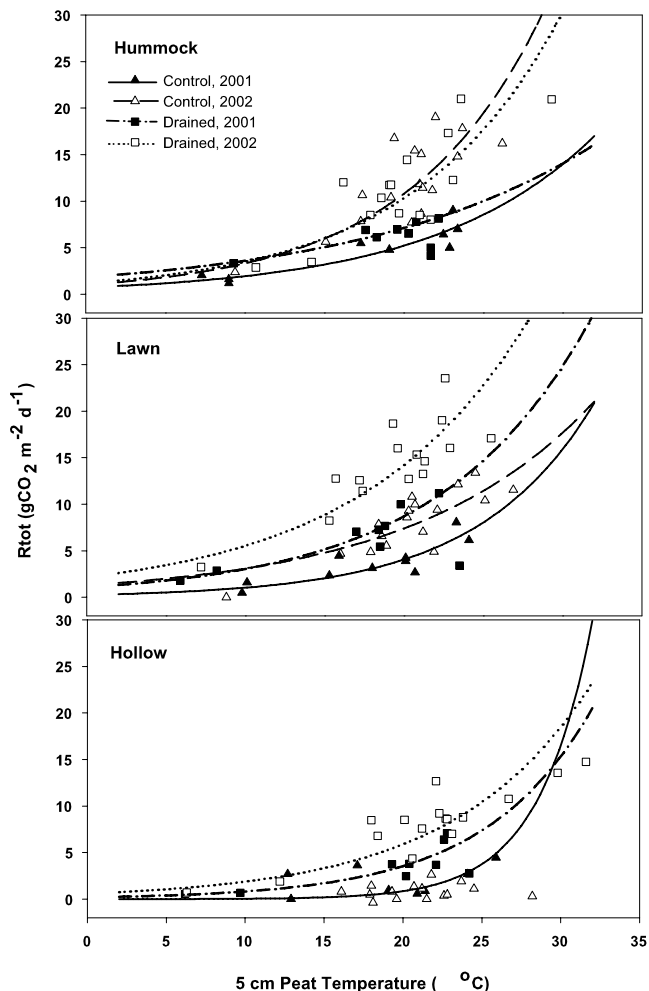 30
Hummock
25
Control, 2001
Control, 2002
20
Drained, 2001
Drained, 2002
15
10
5
0
30
Lawn
25
20
15
10
5
0
Rtot (gCO2 m-2 d-1)
30
Hollow
25
20
15
10
5
0
0 5 10 15 20 25 30 35
5 cm Peat Temperature ( oC)